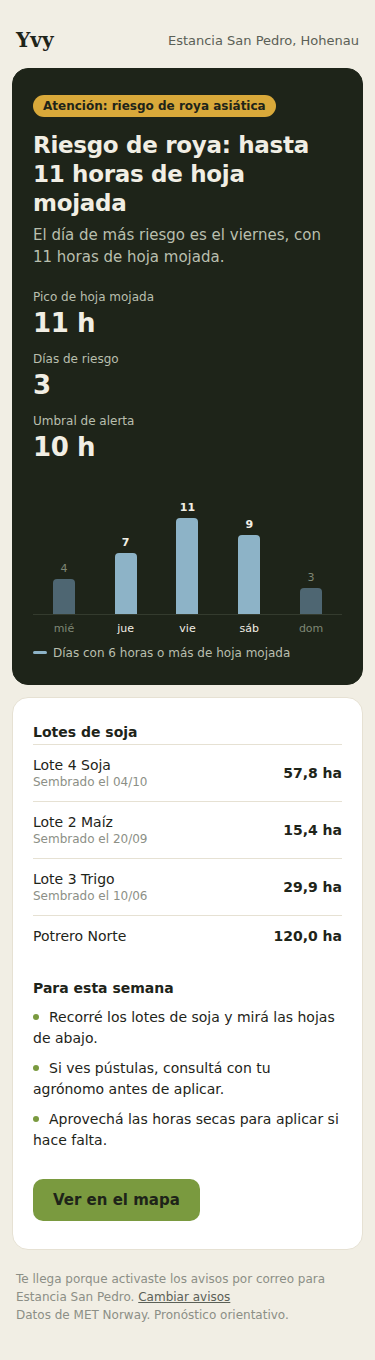 Yvy
Estancia San Pedro, Hohenau
Atención: riesgo de roya asiática
Riesgo de roya: hasta
11 horas de hoja
mojada
El día de más riesgo es el viernes, con
11 horas de hoja mojada.
Pico de hoja mojada
11 h
Días de riesgo
3
Umbral de alerta
10 h
4
7
11
9
3
mié
jue
vie
sáb
dom
Días con 6 horas o más de hoja mojada
Lotes de soja
Lote 4 Soja
Sembrado el 04/10
57,8 ha
Lote 2 Maíz
Sembrado el 20/09
15,4 ha
Lote 3 Trigo
Sembrado el 10/06
29,9 ha
Potrero Norte
120,0 ha
Para esta semana
Recorré los lotes de soja y mirá las hojas
de abajo.
Si ves pústulas, consultá con tu
agrónomo antes de aplicar.
Aprovechá las horas secas para aplicar si
hace falta.
Ver en el mapa
Te llega porque activaste los avisos por correo para
Estancia San Pedro. Cambiar avisos
Datos de MET Norway. Pronóstico orientativo.